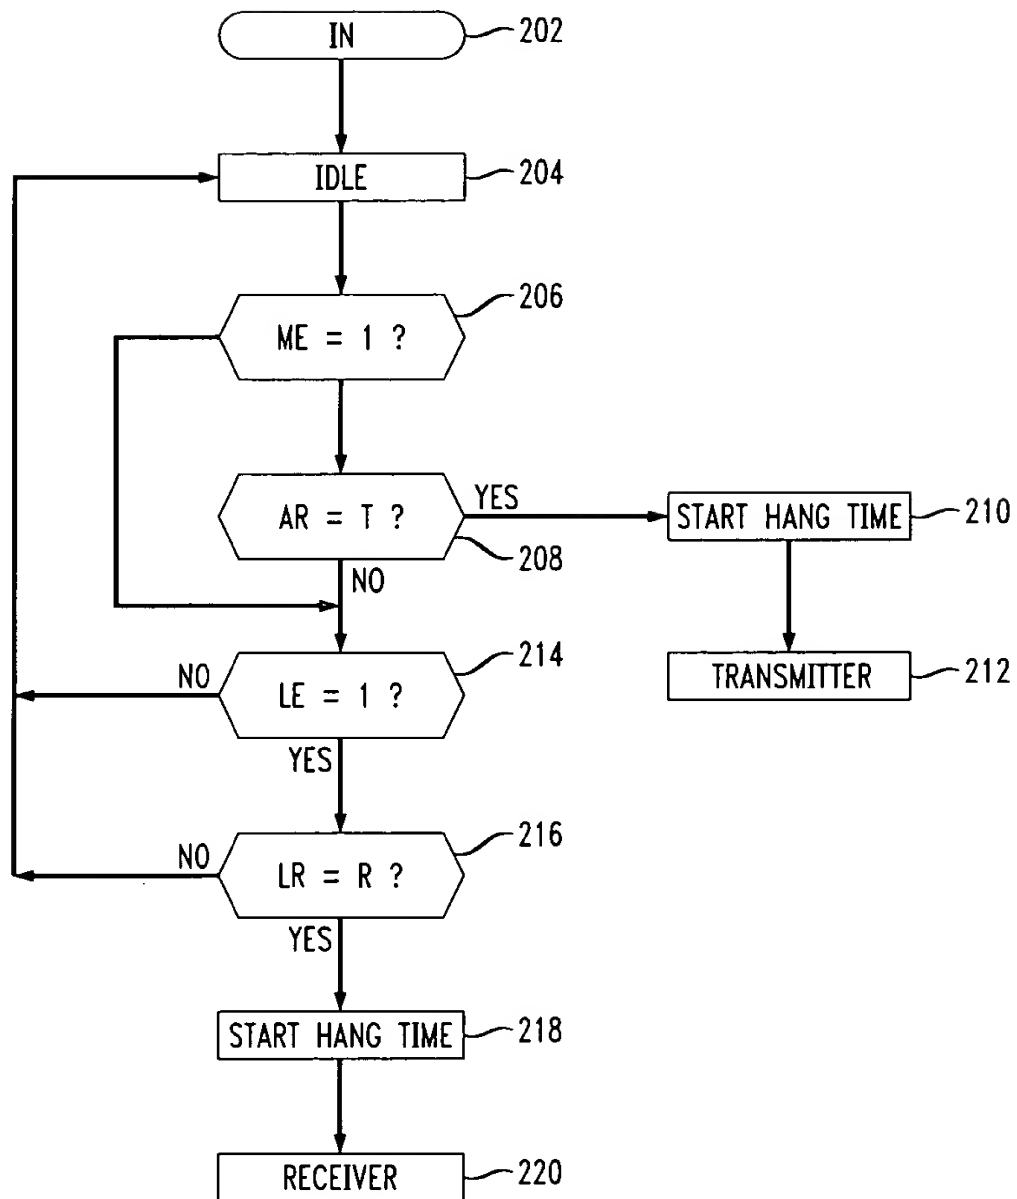 IN
202
IDLE
204
206
ME = 1 ?
AR = T ?
YES
208
NO
START HANG TIME
210
TRANSMITTER
212
214
NO
LE = 1 ?
YES
216
NO
LR = R ?
YES
START HANG TIME
218
RECEIVER
220